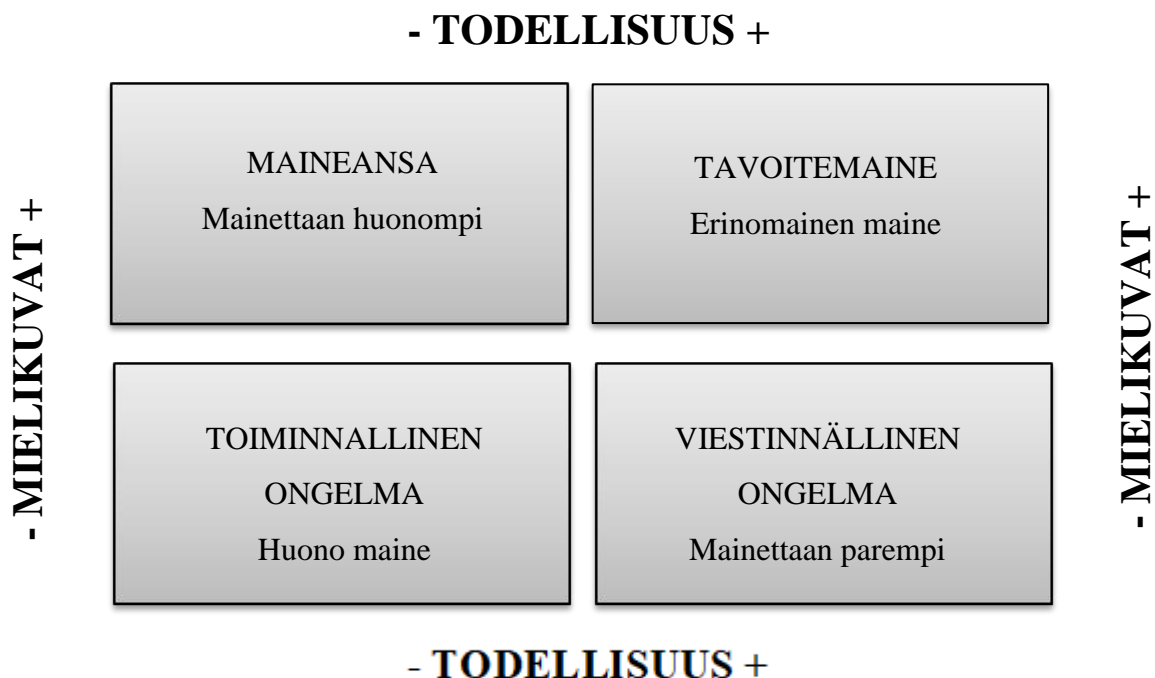 - TODELLISUUS +
MAINEANSA
Mainettaan huonompi
TAVOITEMAINE
Erinomainen maine
- MIELIKUVAT +
- MIELIKUVAT +
TOIMINNALLINEN
ONGELMA
Huono maine
VIESTINNÄLLINEN
ONGELMA
Mainettaan parempi
- TODELLISUUS +